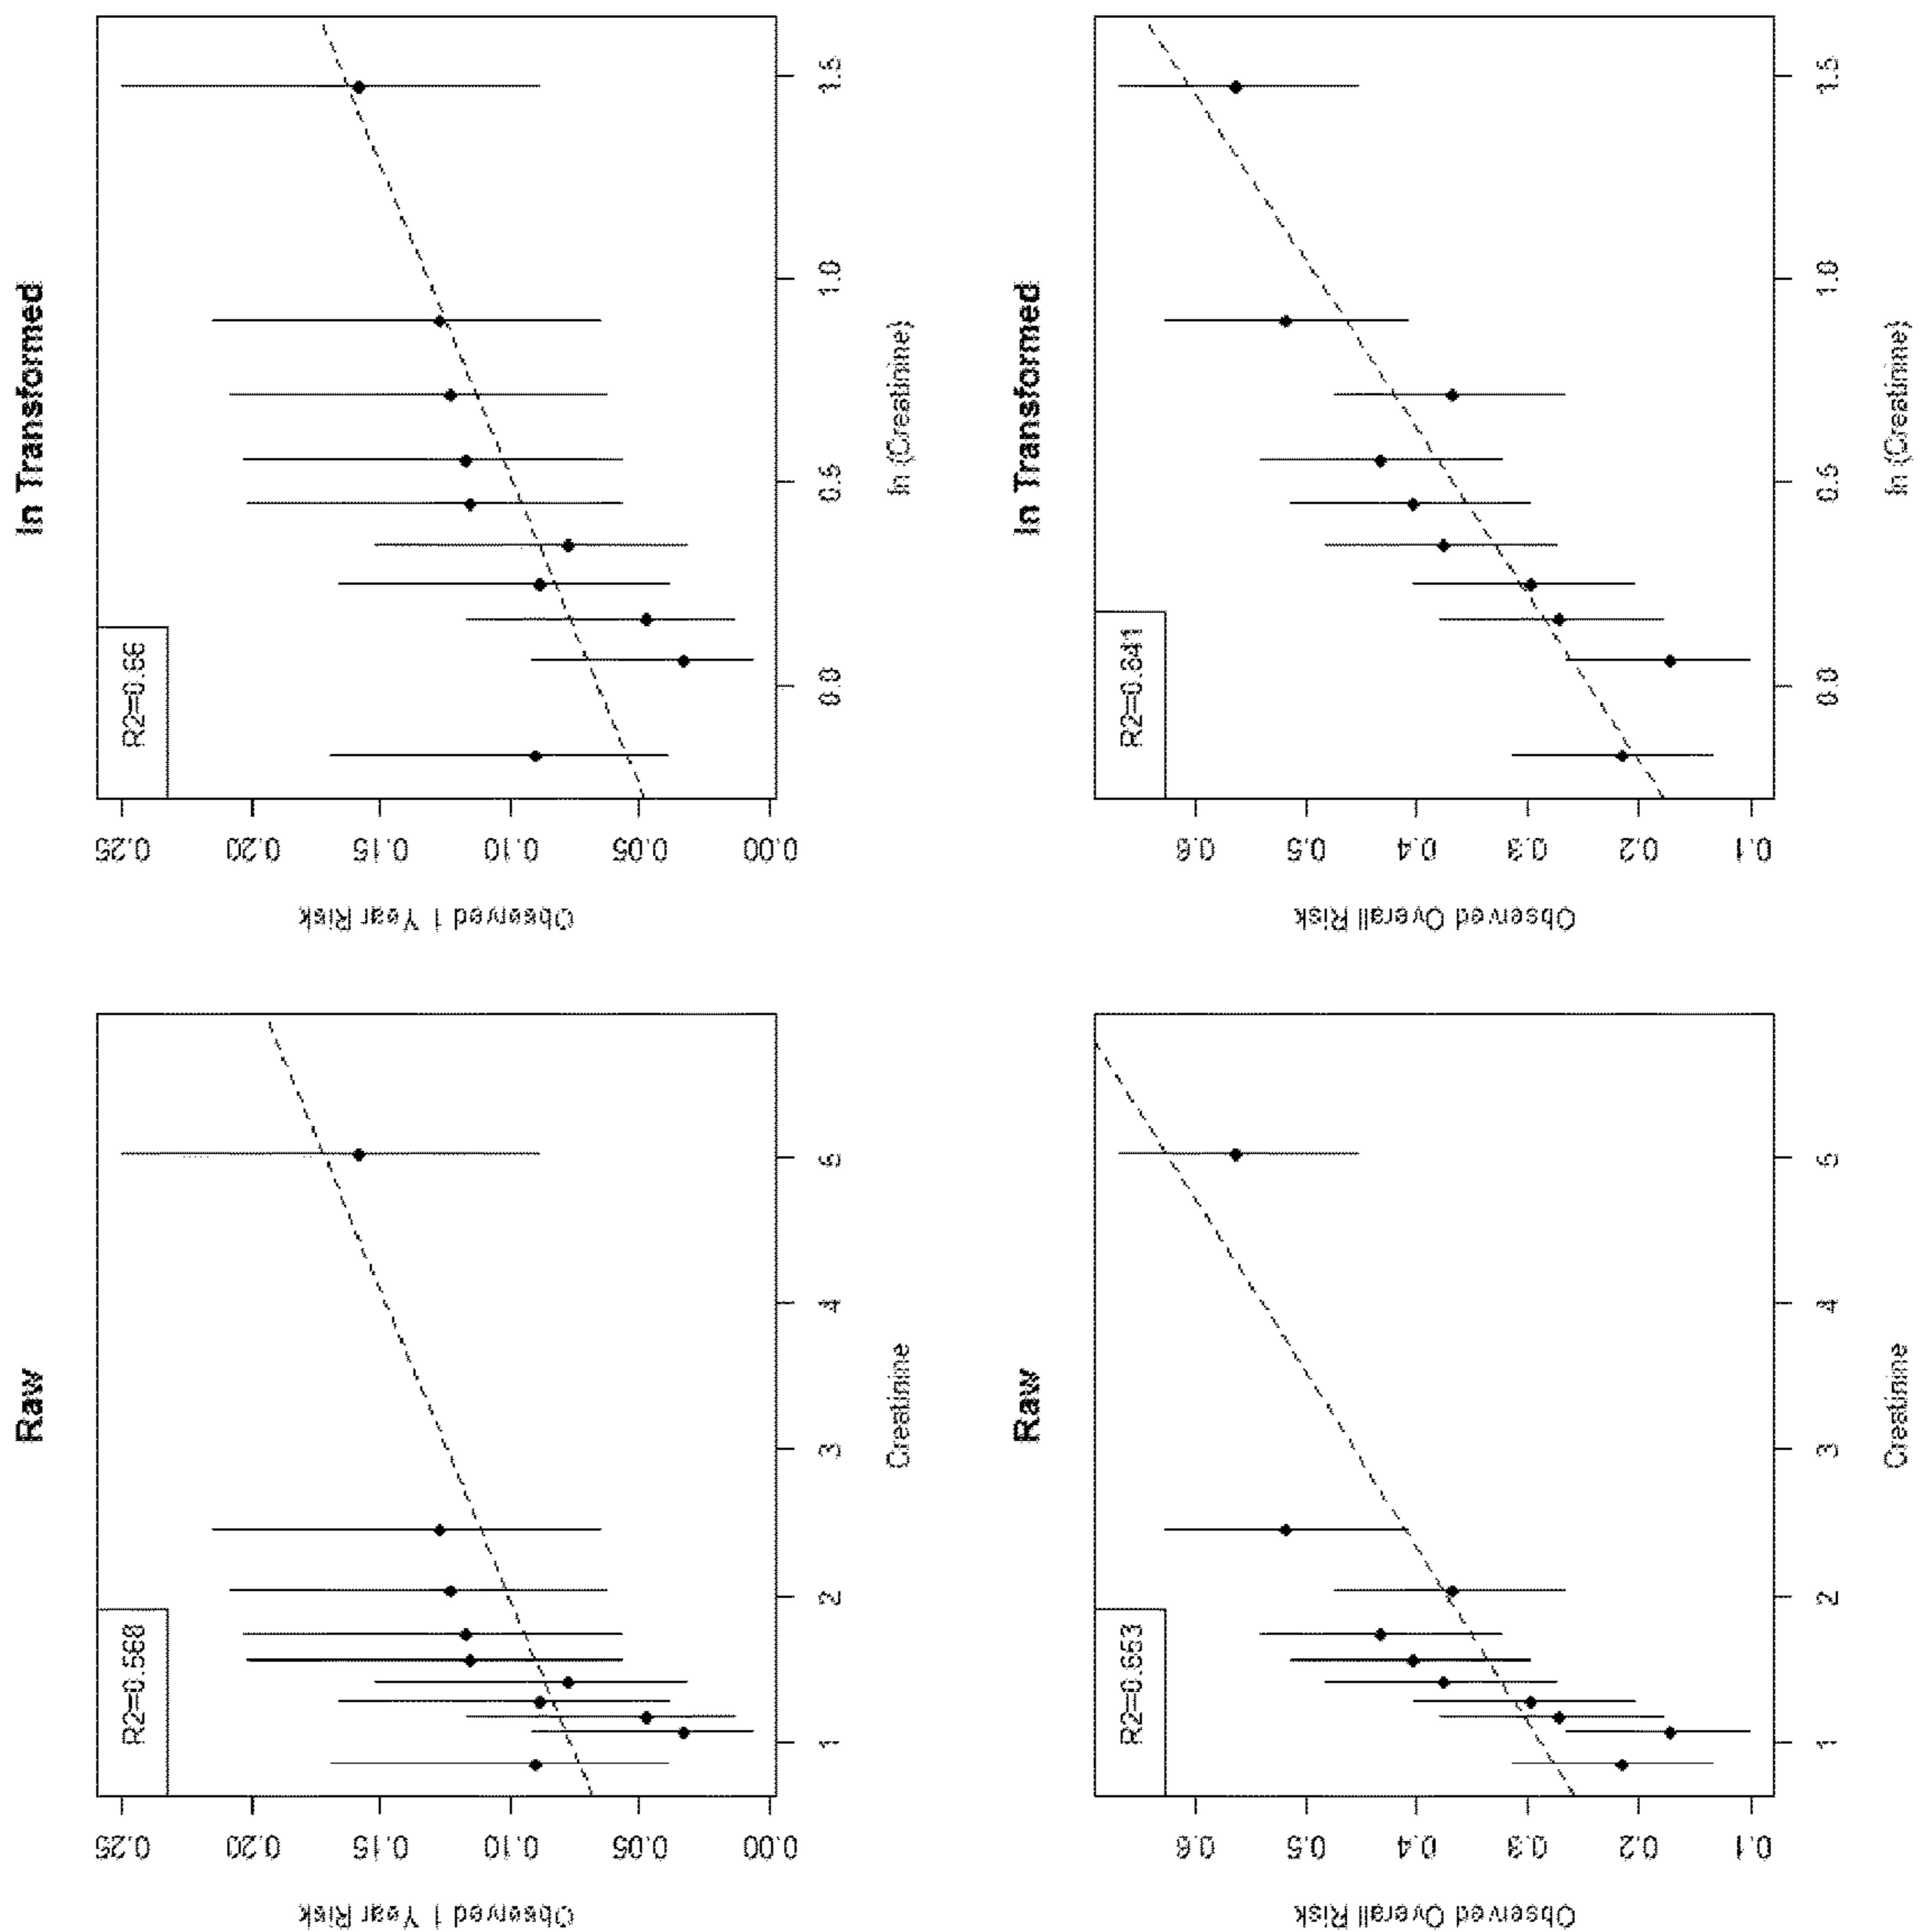 Raw
R2=0.568
0.25
0.20
0.15
0.10
0.05
0.00
Observed 1 Year Risk
1 2 3 4 5
Creatinine
ln Transformed
R2=0.66
0.25
0.20
0.15
0.10
0.05
0.00
Observed 1 Year Risk
0.0 0.5 1.0 1.5
ln (Creatinine)
Raw
R2=0.653
0.6
0.5
0.4
0.3
0.2
0.1
Observed Overall Risk
1 2 3 4 5
Creatinine
ln Transformed
R2=0.841
0.6
0.5
0.4
0.3
0.2
0.1
Observed Overall Risk
0.0 0.5 1.0 1.5
ln (Creatinine)